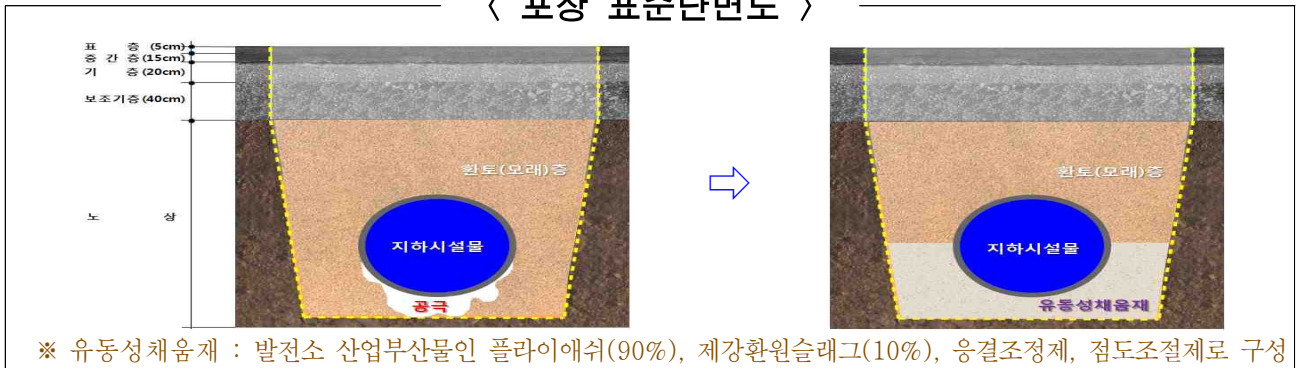 〈 포장 표준단면도 〉
표 층 (5cm)
중 간 층 (15cm)
기 층 (20cm)
보조기층 (40cm)
노 상
환토(모래)층
지하시설물
공극
⇨
환토(모래)층
지하시설물
유동성채움재
※ 유동성채움재 : 발전소 산업부산물인 플라이애쉬(90%), 제강환원슬래그(10%), 응결조정제, 점도조절제로 구성